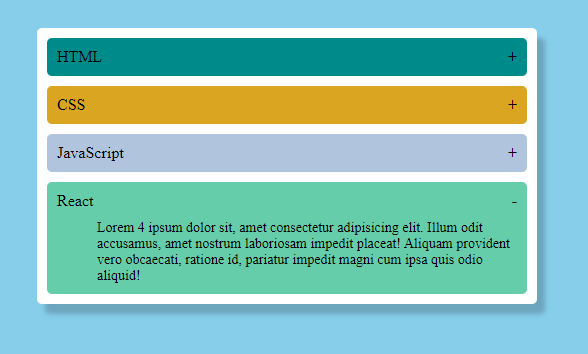 HTML +
CSS +
JavaScript +
React -
Lorem 4 ipsum dolor sit, amet consectetur adipisicing elit. Illum odit
accusamus, amet nostrum laboriosam impedit placeat! Aliquam provident
vero obcaecati, ratione id, pariatur impedit magni cum ipsa quis odio
aliquid!